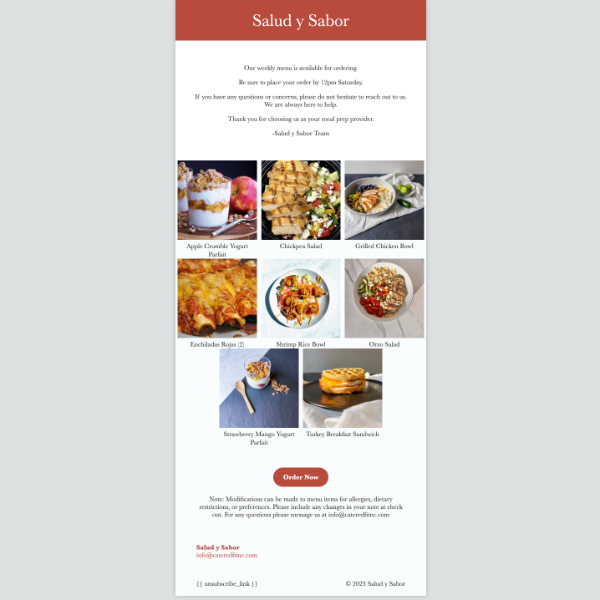 Salud y Sabor
Our weekly menu is available for ordering.
Be sure to place your order by 12pm Saturday.
If you have any questions or concerns, please do not hesitate to reach out to us.
We are always here to help.
Thank you for choosing us as your meal prep provider.
-Salud y Sabor Team
Apple Crumble Yogurt
Parfait
Chickpea Salad
Grilled Chicken Bowl
Enchiladas Rojas (2)
Shrimp Rice Bowl
Orzo Salad
Strawberry Mango Yogurt
Parfait
Turkey Breakfast Sandwich
Order Now
Note: Modifications can be made to menu items for allergies, dietary
restrictions, or preferences. Please include any changes in your note at check
out. For any questions please message us at info@cateredfitmc.com
Salud y Sabor
info@cateredfitmc.com
{{ unsubscribe_link }}
© 2023 Salud y Sabor